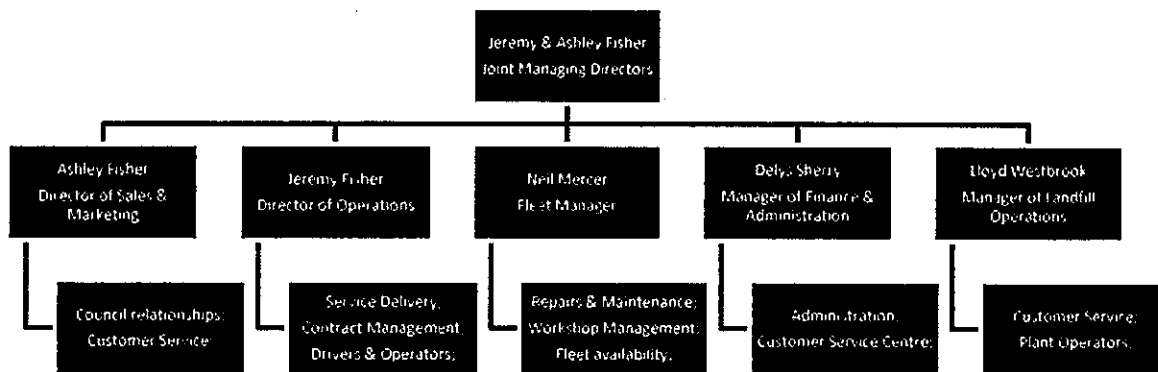 Jeremy & Ashley Fisher
Joint Managing Directors
Ashley Fisher
Director of Sales &
Marketing
Jeremy Fisher
Director of Operations
Neil Mercer
Fleet Manager
Delys Sherry
Manager of Finance &
Administration
Lloyd Westbrook
Manager of Landfill
Operations
Council relationships;
Customer Service;
Service Delivery;
Contract Management;
Drivers & Operators;
Repairs & Maintenance;
Workshop Management;
Fleet availability;
Administration;
Customer Service Centre;
Customer Service;
Plant Operators;